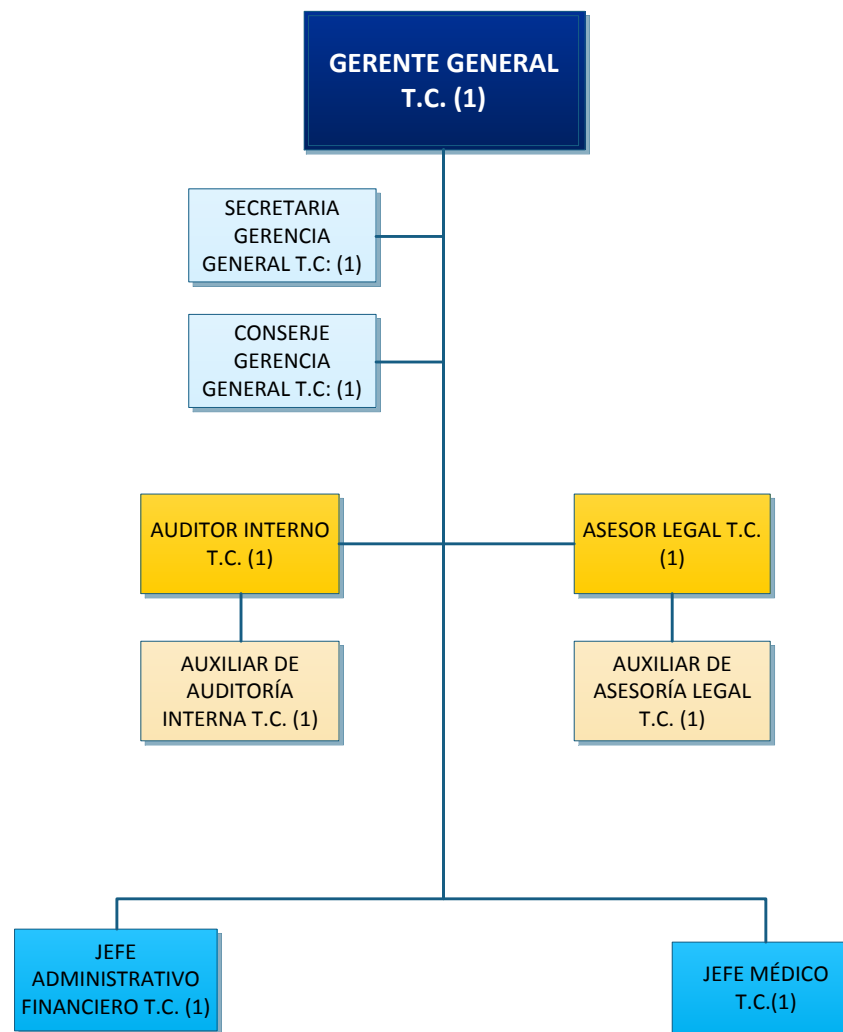 GERENTE GENERAL
T.C. (1)
SECRETARIA
GERENCIA
GENERAL T.C: (1)
CONSERJE
GERENCIA
GENERAL T.C: (1)
AUDITOR INTERNO
T.C. (1)
ASESOR LEGAL T.C.
(1)
AUXILIAR DE
AUDITORÍA
INTERNA T.C. (1)
AUXILIAR DE
ASESORÍA LEGAL
T.C. (1)
JEFE
ADMINISTRATIVO
FINANCIERO T.C. (1)
JEFE MÉDICO
T.C.(1)